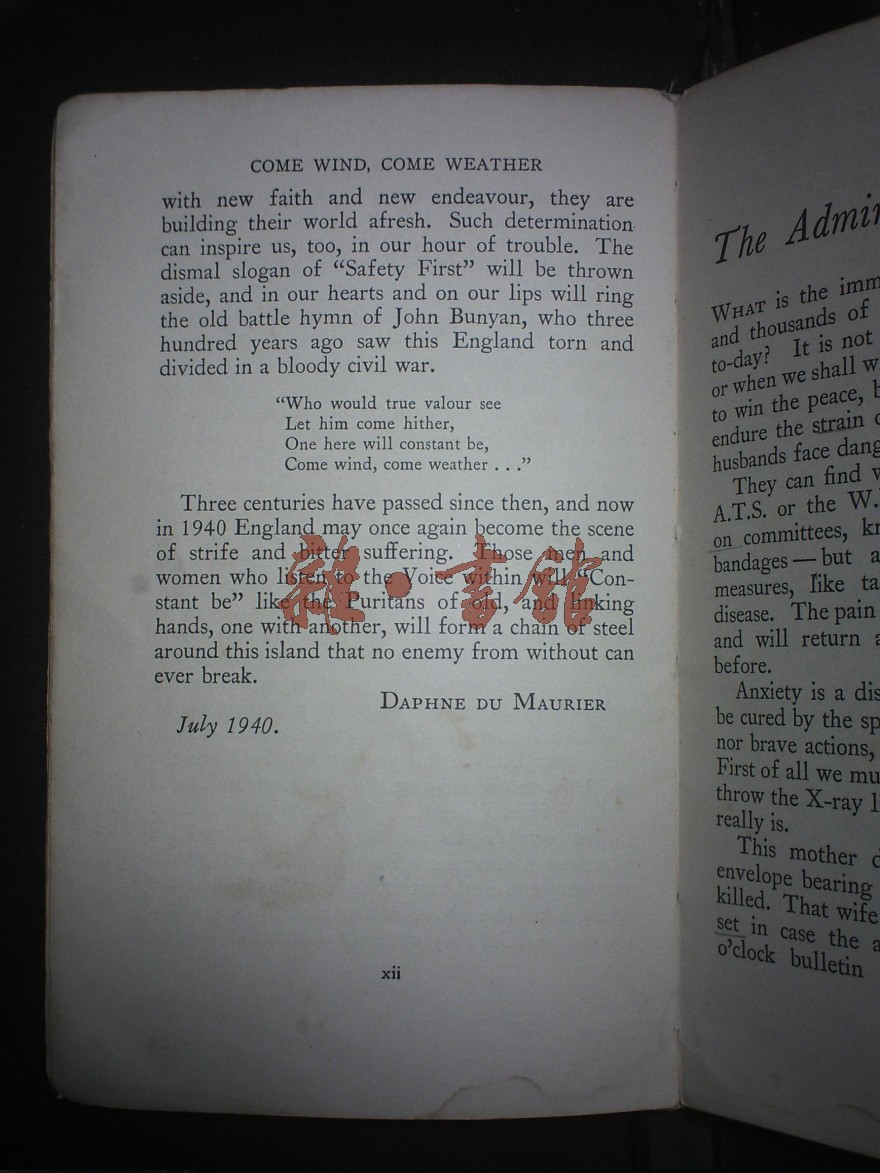 COME WIND, COME WEATHER
with new faith and new endeavour, they are
building their world afresh. Such determination
can inspire us, too, in our hour of trouble. The
dismal slogan of “Safety First” will be thrown
aside, and in our hearts and on our lips will ring
the old battle hymn of John Bunyan, who three
hundred years ago saw this England torn and
divided in a bloody civil war.
“Who would true valour see
Let him come hither,
One here will constant be,
Come wind, come weather . . .”
Three centuries have passed since then, and now
in 1940 England may once again become the scene
of strife and bitter suffering. Those men and
women who listen to the Voice within will “Con-
stant be” like the Puritans of old, and linking
hands, one with another, will form a chain of steel
around this island that no enemy from without can
ever break.
DAPHNE DU MAURIER
July 1940.
xii
雜·書館
The
WHAT is the
and thousands of
to-day? It is not
or when we shall
to win the peace,
endure the strain
husbands face
They can find
A.T.S. or the
on committees,
bandages — but
measures, like
disease. The pain
and will return
before.
Anxiety is a
be cured by the
nor brave actions,
First of all we
throw the X-ray
really is.
This mother
envelope bearing
killed. That wife
set in case the
o’clock bulletin